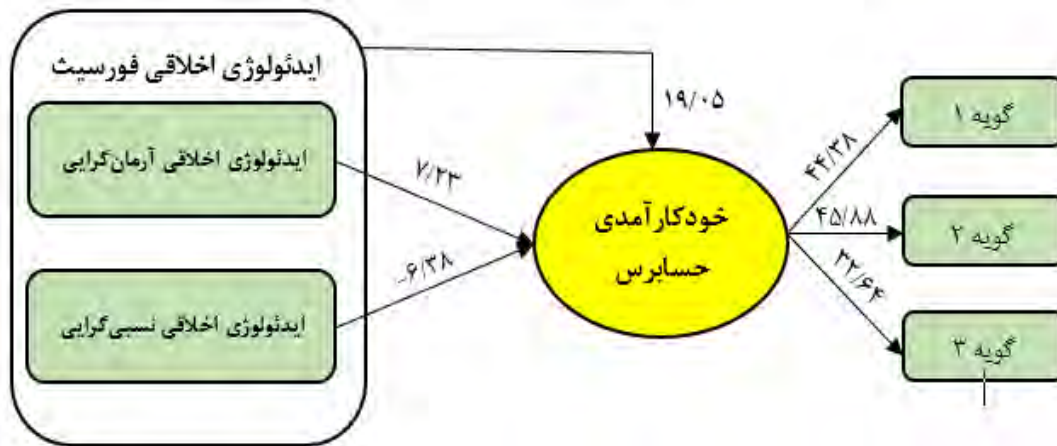 ایدئولوژی اخلاقی فورسیث
ایدئولوژی اخلاقی آرمان‌گرایی
ایدئولوژی اخلاقی نسبی‌گرایی
۷/۲۳
-۶/۳۸
۱۹/۰۵
خودکارآمدی
حسابرس
۴۴/۳۸
۴۵/۸۸
۳۲/۶۴
گویه ۱
گویه ۲
گویه ۳